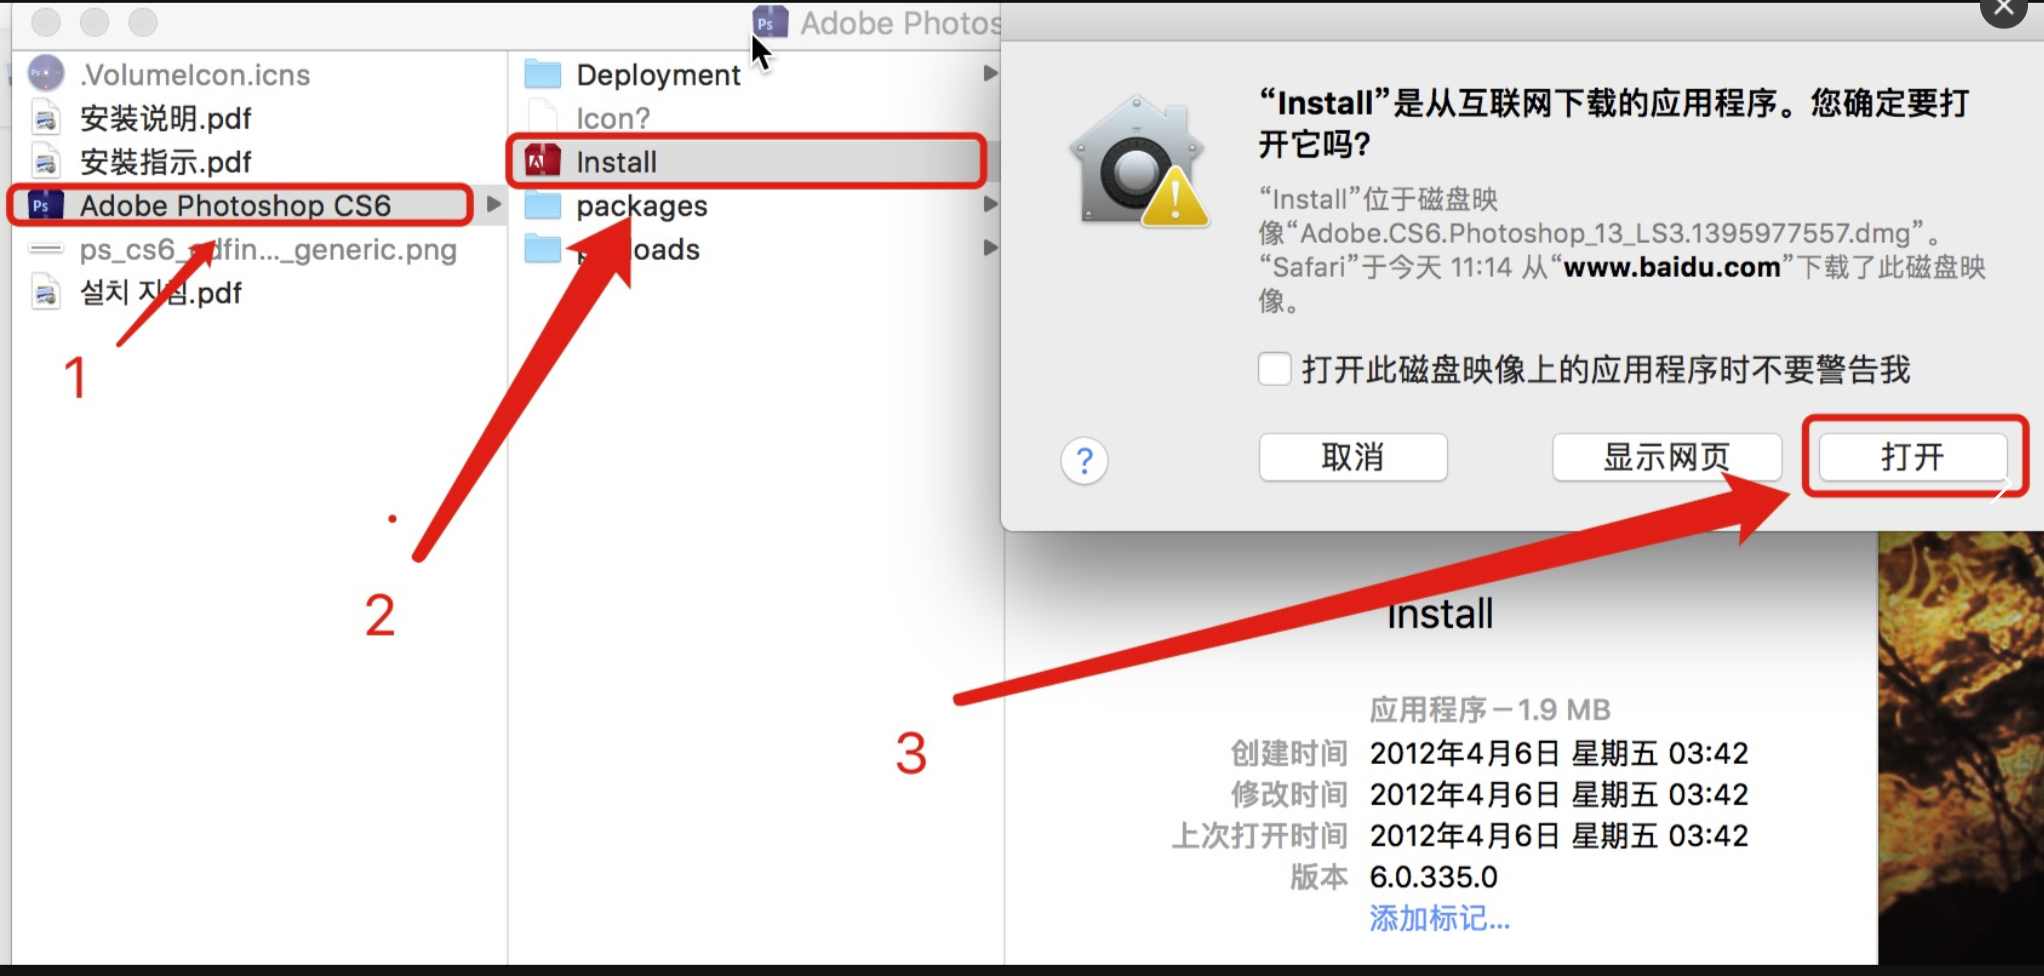 Adobe Photos
.VolumeIcon.icns
安装说明.pdf
安裝指示.pdf
Adobe Photoshop CS6
ps_cs6_
dfin..._generic.png
설치
.pdf
1
Deployment
Icon?
Install
packages
2
“Install”是从互联网下载的应用程序。您确定要打
开它吗?
“Install”位于磁盘映
像“Adobe.CS6.Photoshop_13_LS3.1395977557.dmg”。
“Safari”于今天 11:14 从“www.baidu.com”下载了此磁盘映
像。
打开此磁盘映像上的应用程序时不要警告我
?
取消
显示网页
打开
3
Install
应用程序－1.9 MB
创建时间 2012年4月6日 星期五 03:42
修改时间 2012年4月6日 星期五 03:42
上次打开时间 2012年4月6日 星期五 03:42
版本 6.0.335.0
添加标记...